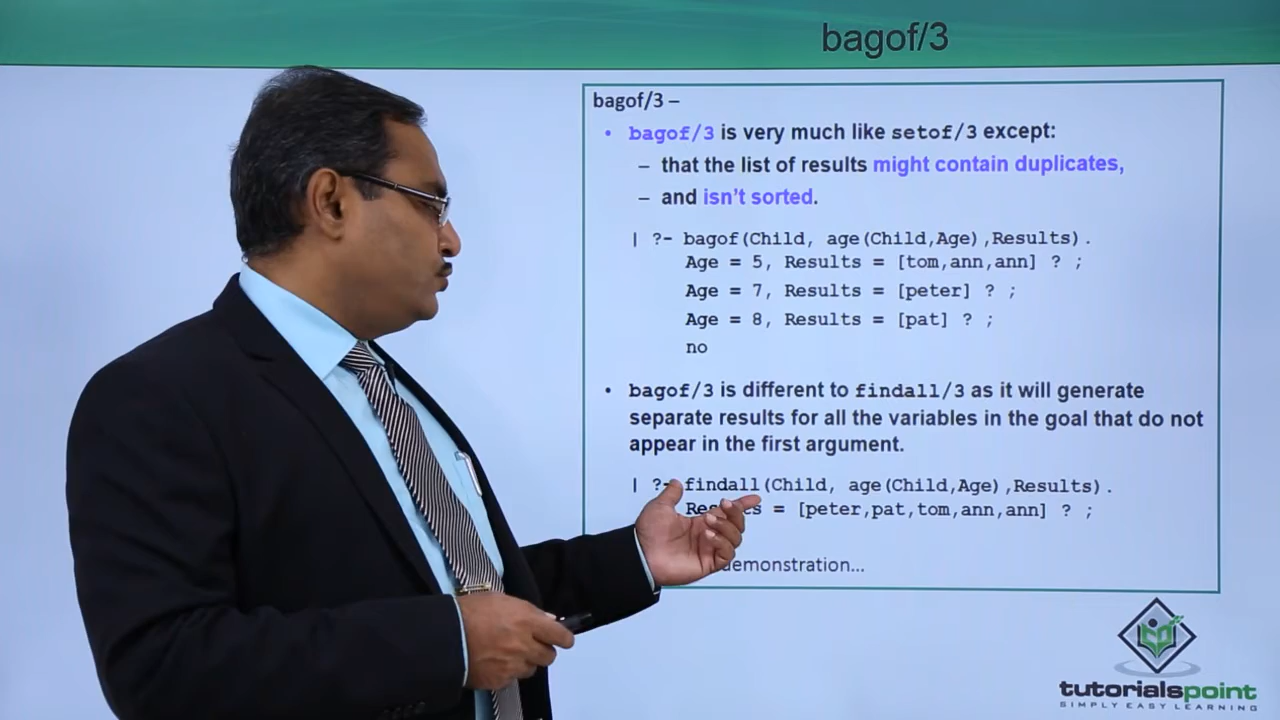 bagof/3
bagof/3 –
• bagof/3 is very much like setof/3 except:
– that the list of results might contain duplicates,
– and isn't sorted.
| ?- bagof(Child, age(Child,Age),Results).
Age = 5, Results = [tom,ann,ann] ? ;
Age = 7, Results = [peter] ? ;
Age = 8, Results = [pat] ? ;
no
• bagof/3 is different to findall/3 as it will generate
separate results for all the variables in the goal that do not
appear in the first argument.
| ?- findall(Child, age(Child,Age),Results).
= [peter,pat,tom,ann,ann] ? ;
demonstration...
tutorialspoint
SIMPLY EASY LEARNING